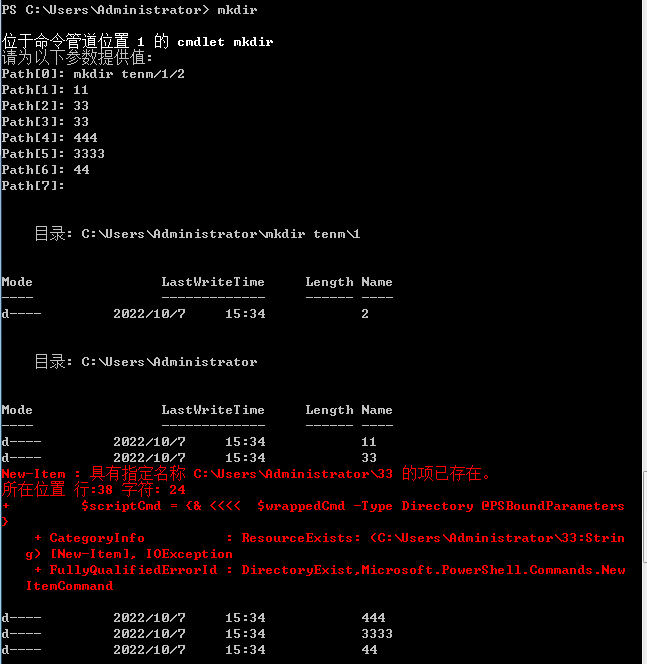 PS C:\Users\Administrator> mkdir
位于命令管道位置 1 的 cmdlet mkdir
请为以下参数提供值:
Path[0]: mkdir tenm/1/2
Path[1]: 11
Path[2]: 33
Path[3]: 33
Path[4]: 444
Path[5]: 3333
Path[6]: 44
Path[7]:
目录: C:\Users\Administrator\mkdir tenm\1
Mode LastWriteTime Length Name
---- ------------- ------ ----
d---- 2022/10/7 15:34 2
目录: C:\Users\Administrator
Mode LastWriteTime Length Name
---- ------------- ------ ----
d---- 2022/10/7 15:34 11
d---- 2022/10/7 15:34 33
New-Item : 具有指定名称 C:\Users\Administrator\33 的项已存在。
所在位置 行:38 字符: 24
+ $scriptCmd = {& <<<< $wrappedCmd -Type Directory @PSBoundParameters
}
+ CategoryInfo : ResourceExists: (C:\Users\Administrator\33:Strin
g) [New-Item], IOException
+ FullyQualifiedErrorId : DirectoryExist,Microsoft.PowerShell.Commands.New
ItemCommand
d---- 2022/10/7 15:34 444
d---- 2022/10/7 15:34 3333
d---- 2022/10/7 15:34 44